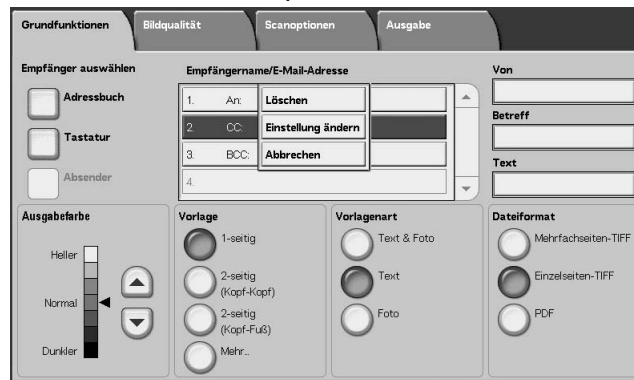 Grundfunktionen
Bildqualität
Scanoptionen
Ausgabe
Empfänger auswählen
Adressbuch
Tastatur
Absender
Empfängername/E-Mail-Adresse
1. An: Löschen
2. CC: Einstellung ändern
3. BCC: Abbrechen
4.
Von
Betreff
Text
Ausgabefarbe
Heller
Normal
Dunkler
Vorlage
1-seitig
2-seitig
(Kopf-Kopf)
2-seitig
(Kopf-Fuß)
Mehr...
Vorlagenart
Text & Foto
Text
Foto
Dateiformat
Mehrfachseiten-TIFF
Einzelseiten-TIFF
PDF